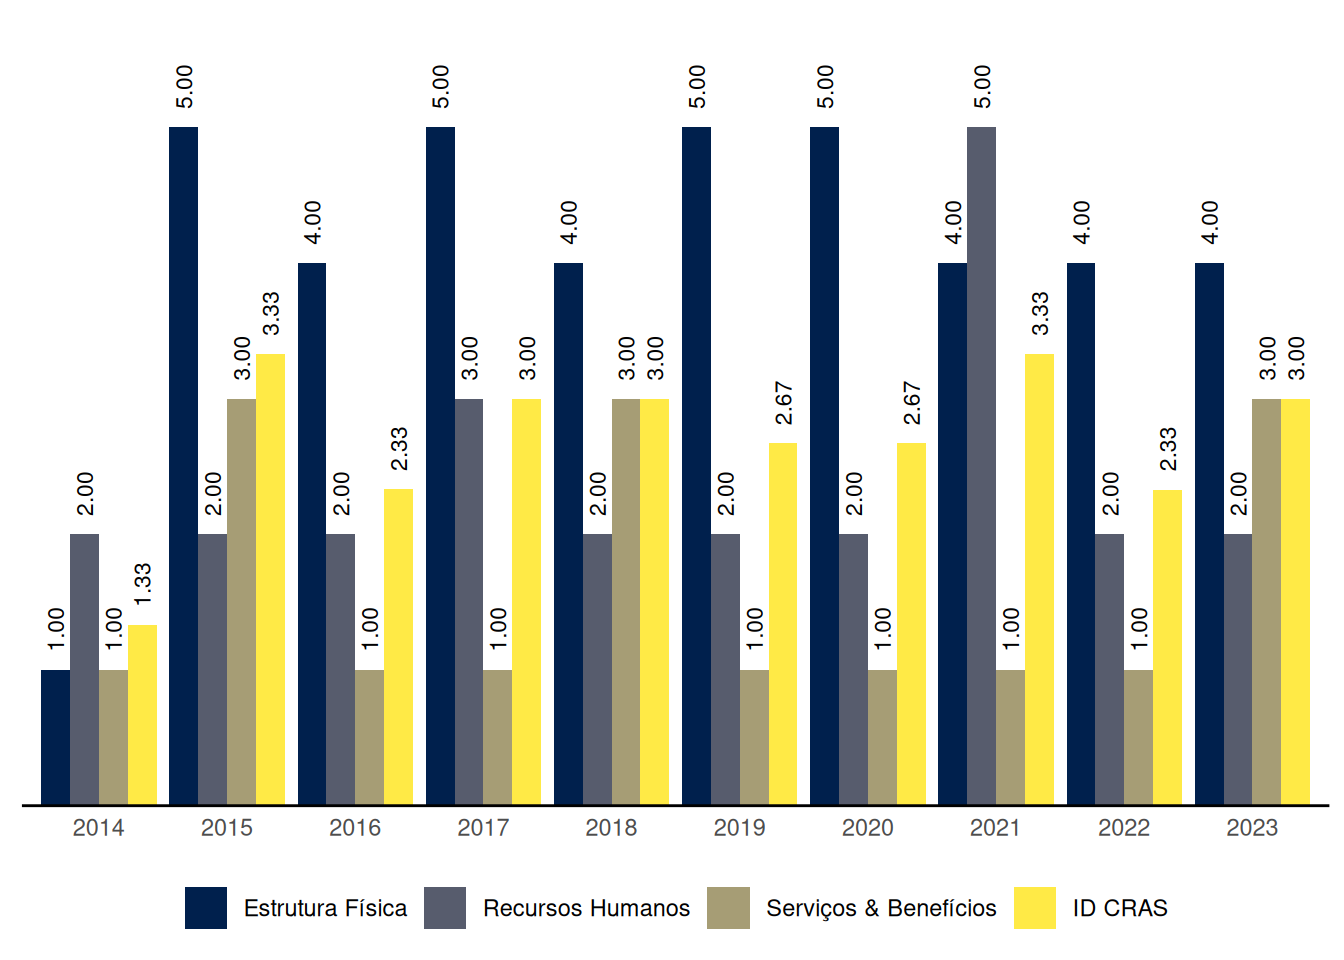 5.00 5.00 5.00 5.00 5.00
4.00 4.00 4.00 4.00 4.00
3.33 3.33
3.00 3.00 3.00 3.00 3.00 3.00 3.00
2.67 2.67
2.33 2.33
2.00 2.00 2.00 2.00 2.00 2.00 2.00 2.00
1.33
1.00 1.00 1.00 1.00 1.00 1.00 1.00 1.00
2014 2015 2016 2017 2018 2019 2020 2021 2022 2023
Estrutura Física Recursos Humanos Serviços & Benefícios ID CRAS